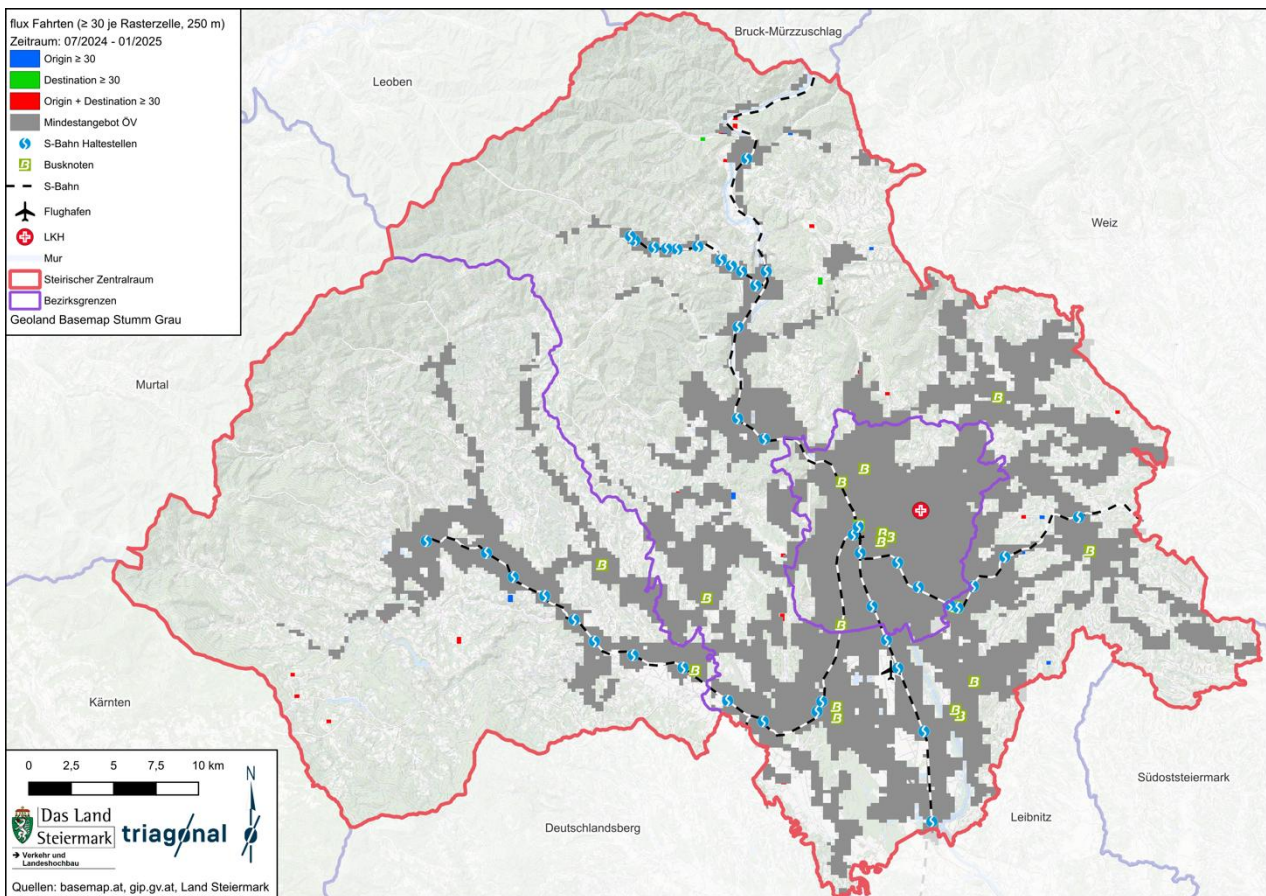 flux Fahrten (≥ 30 je Rasterzelle, 250 m)
Zeitraum: 07/2024 - 01/2025
Origin ≥ 30
Destination ≥ 30
Origin + Destination ≥ 30
Mindestangebot ÖV
S-Bahn Haltestellen
Busknoten
S-Bahn
Flughafen
LKH
Mur
Steirischer Zentralraum
Bezirksgrenzen
Geoland Basemap Stumm Grau
Bruck-Mürzzuschlag
Leoben
Weiz
Murtal
Kärnten
Südoststeiermark
Leibnitz
Deutschlandsberg
0 2,5 5 7,5 10 km
N
Das Land
Steiermark
→ Verkehr und
Landeshochbau
triagonal
Quellen: basemap.at, gip.gv.at, Land Steiermark